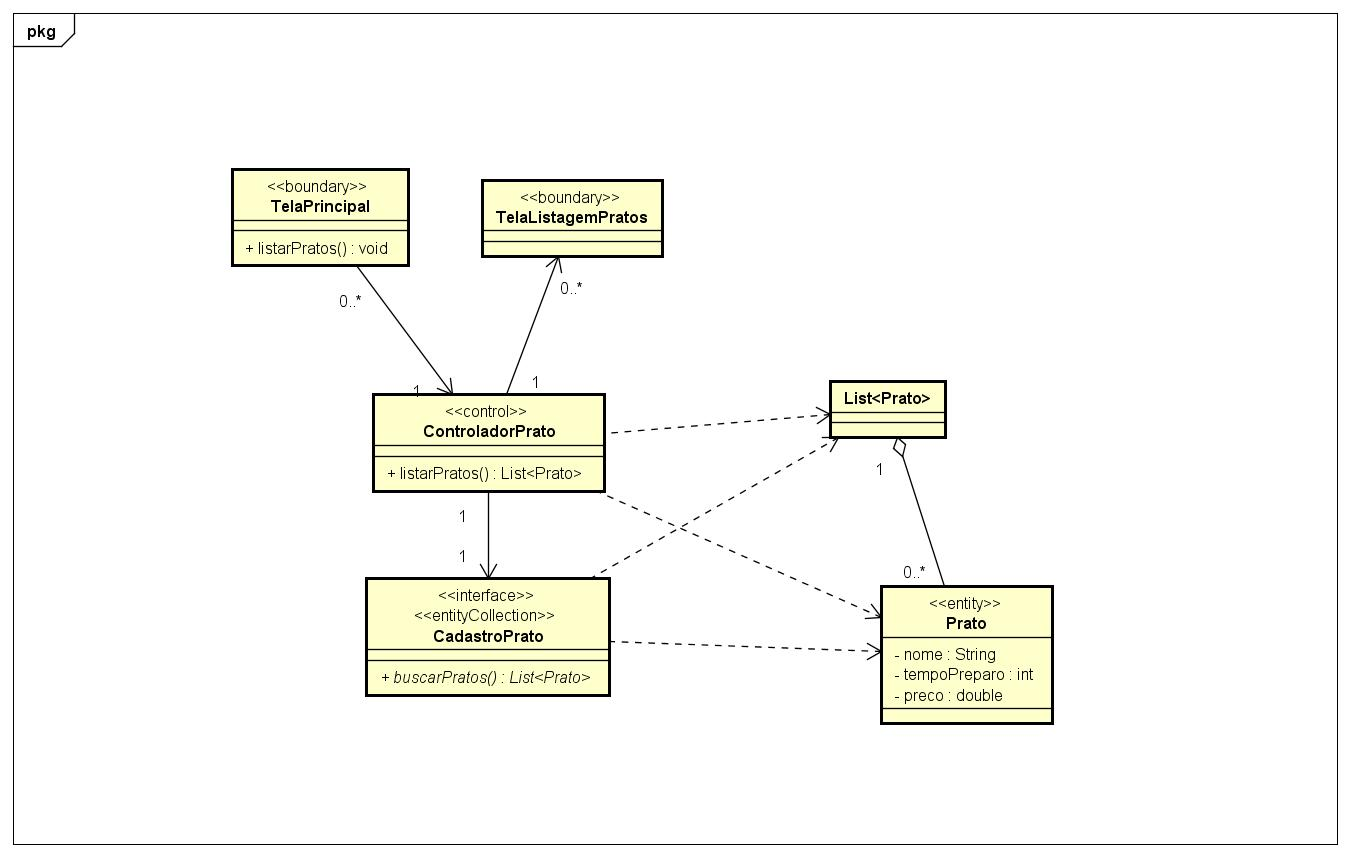 pkg
<<boundary>>
TelaPrincipal
+ listarPratos() : void
<<boundary>>
TelaListagemPratos
0..*
0..*
1
1
<<control>>
ControladorPrato
+ listarPratos() : List<Prato>
List<Prato>
1
1
1
<<interface>>
<<entityCollection>>
CadastroPrato
+ buscarPratos() : List<Prato>
0..*
<<entity>>
Prato
- nome : String
- tempoPreparo : int
- preco : double